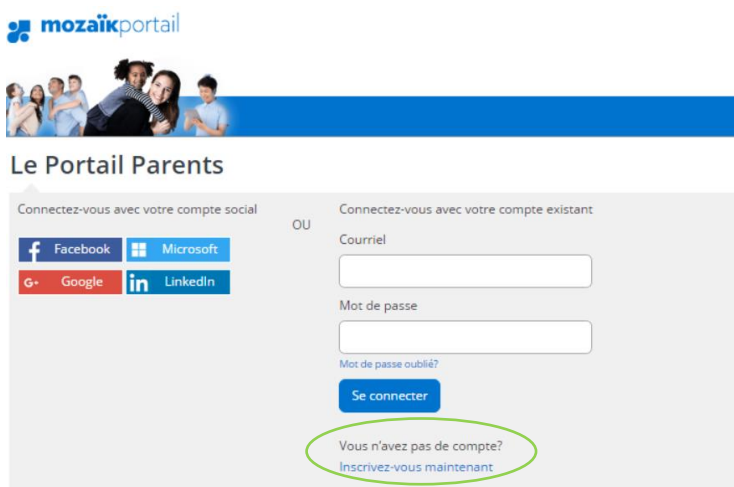 mozaïkportail
Le Portail Parents
Connectez-vous avec votre compte social
Facebook
Microsoft
G+ Google
in LinkedIn
OU
Connectez-vous avec votre compte existant
Courriel
Mot de passe
Mot de passe oublié?
Se connecter
Vous n'avez pas de compte?
Inscrivez-vous maintenant